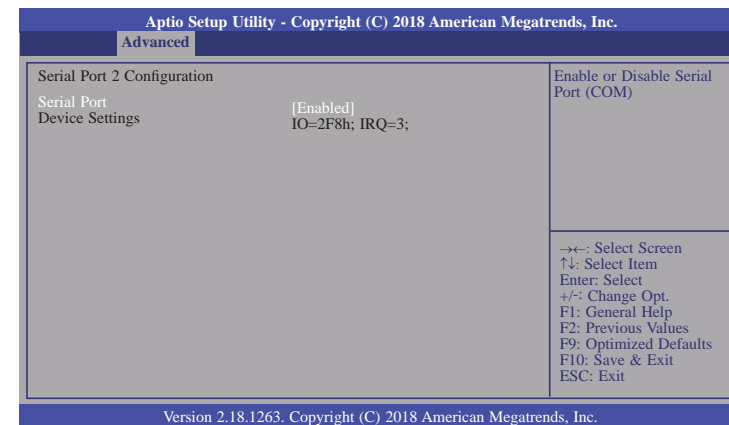 Aptio Setup Utility - Copyright (C) 2018 American Megatrends, Inc.
Advanced
Serial Port 2 Configuration
Serial Port [Enabled]
Device Settings IO=2F8h; IRQ=3;
Enable or Disable Serial
Port (COM)
→←: Select Screen
↑↓: Select Item
Enter: Select
+/-: Change Opt.
F1: General Help
F2: Previous Values
F9: Optimized Defaults
F10: Save & Exit
ESC: Exit
Version 2.18.1263. Copyright (C) 2018 American Megatrends, Inc.